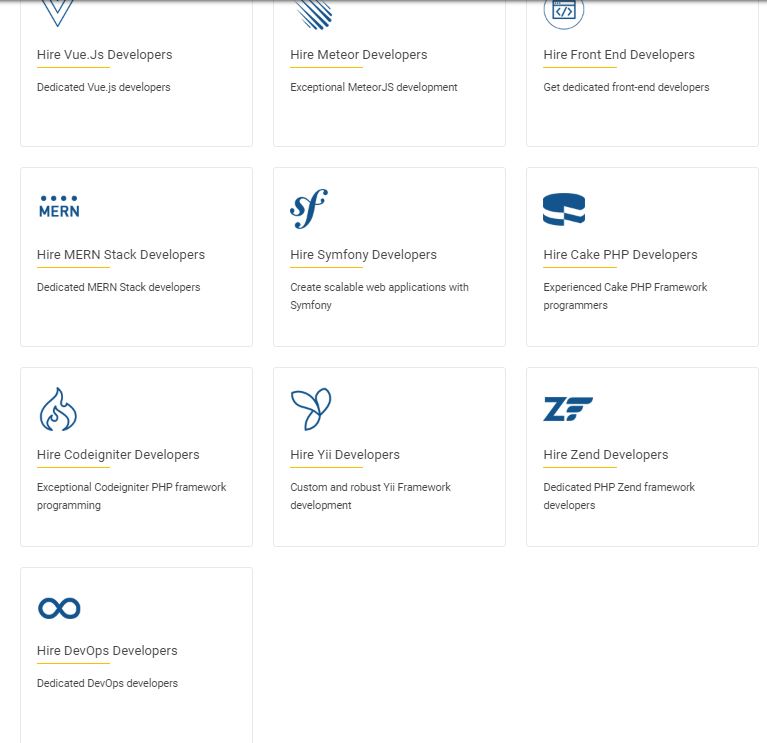 Hire Vue.Js Developers
Dedicated Vue.js developers
Hire Meteor Developers
Exceptional MeteorJS development
Hire Front End Developers
Get dedicated front-end developers
MERN
Hire MERN Stack Developers
Dedicated MERN Stack developers
sf
Hire Symfony Developers
Create scalable web applications with
Symfony
Hire Cake PHP Developers
Experienced Cake PHP Framework
programmers
Hire Codeigniter Developers
Exceptional Codeigniter PHP framework
programming
Hire Yii Developers
Custom and robust Yii Framework
development
ZF
Hire Zend Developers
Dedicated PHP Zend framework
developers
Hire DevOps Developers
Dedicated DevOps developers